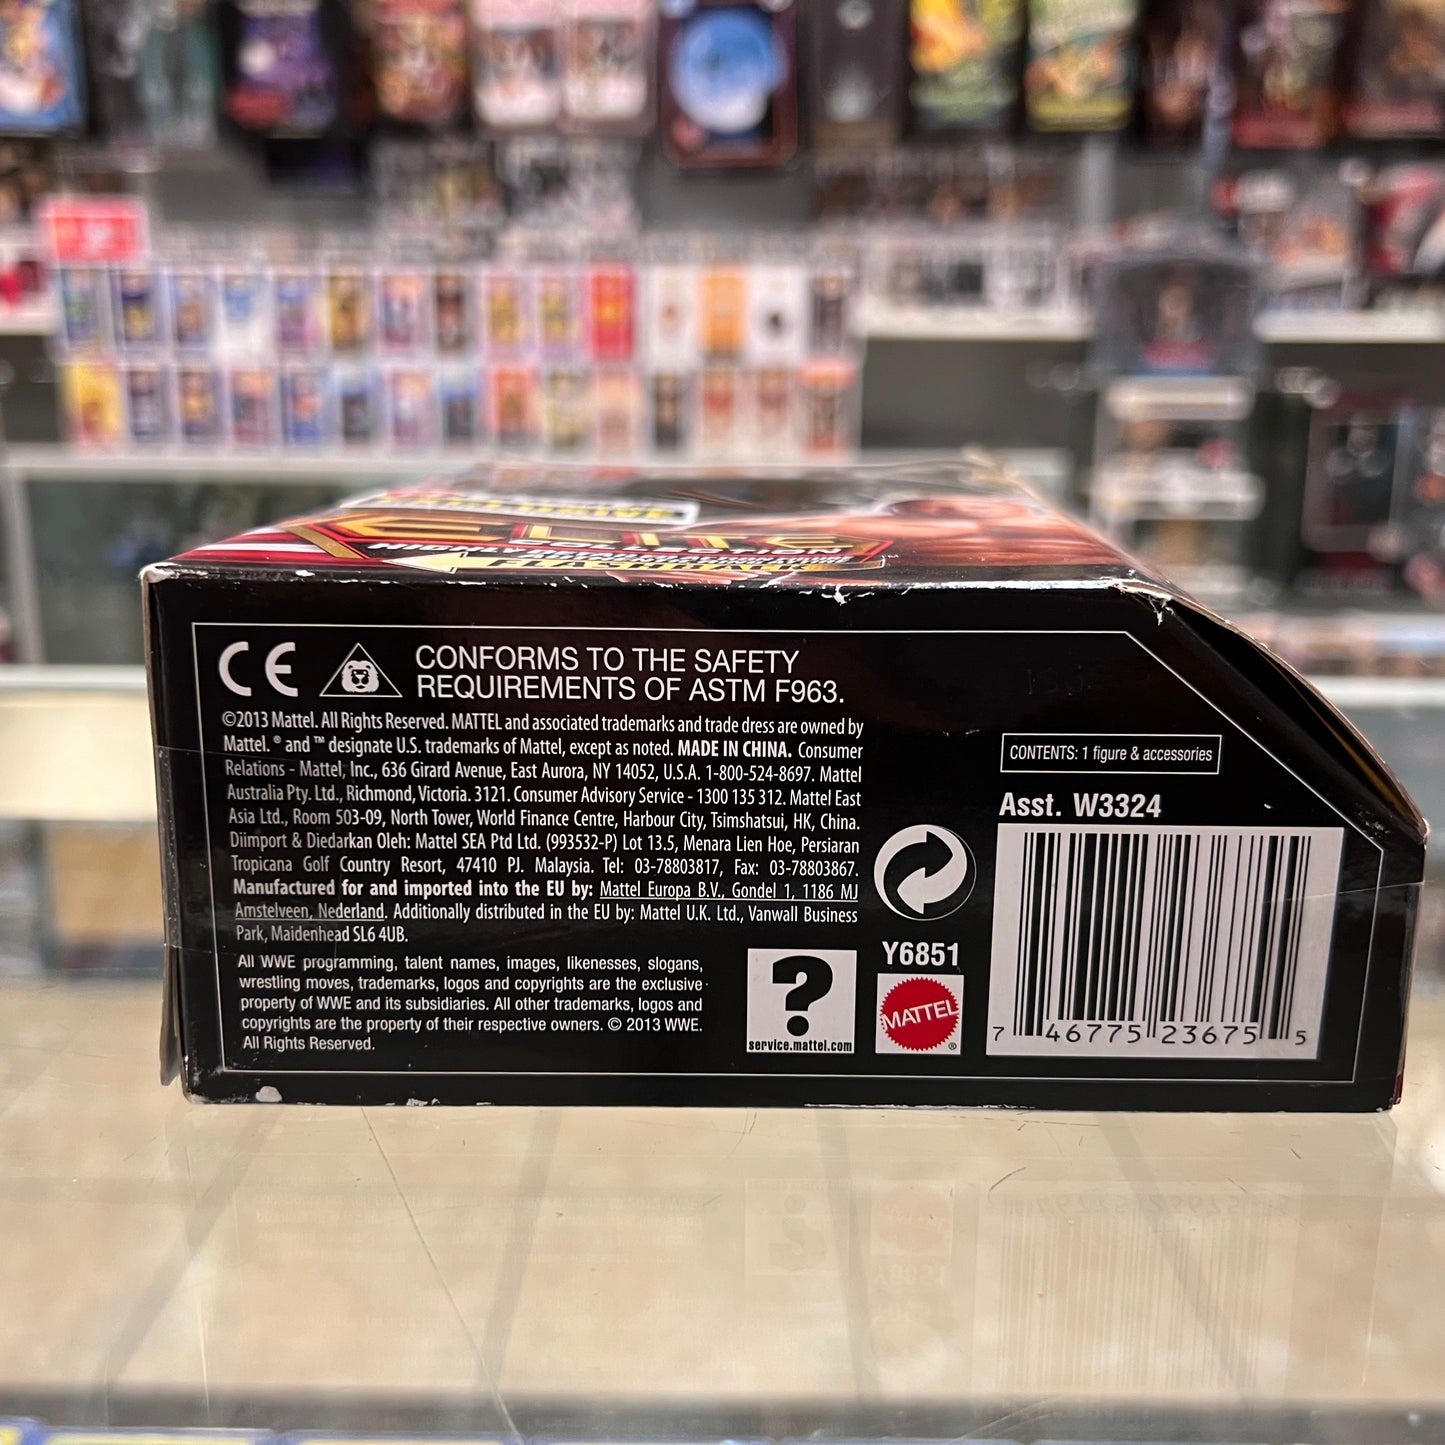 ELITE
COLLECTION
FLASHBACK
CE
CONFORMS TO THE SAFETY
REQUIREMENTS OF ASTM F963.
©2013 Mattel. All Rights Reserved. MATTEL and associated trademarks and trade dress are owned by
Mattel. ® and ™ designate U.S. trademarks of Mattel, except as noted. MADE IN CHINA. Consumer
Relations - Mattel, Inc., 636 Girard Avenue, East Aurora, NY 14052, U.S.A. 1-800-524-8697. Mattel
Australia Pty. Ltd., Richmond, Victoria. 3121. Consumer Advisory Service - 1300 135 312. Mattel East
Asia Ltd., Room 503-09, North Tower, World Finance Centre, Harbour City, Tsimshatsui, HK, China.
Diimport & Diedarkan Oleh: Mattel SEA Ptd Ltd. (993532-P) Lot 13.5, Menara Lien Hoe, Persiaran
Tropicana Golf Country Resort, 47410 PJ. Malaysia. Tel: 03-78803817, Fax: 03-78803867.
Manufactured for and imported into the EU by: Mattel Europa B.V., Gondel 1, 1186 MJ
Amstelveen, Nederland. Additionally distributed in the EU by: Mattel U.K. Ltd., Vanwall Business
Park, Maidenhead SL6 4UB.
All WWE programming, talent names, images, likenesses, slogans,
wrestling moves, trademarks, logos and copyrights are the exclusive
property of WWE and its subsidiaries. All other trademarks, logos and
copyrights are the property of their respective owners. © 2013 WWE.
All Rights Reserved.
?
service.mattel.com
Y6851
MATTEL
®
CONTENTS: 1 figure & accessories
Asst. W3324
7 46775 23675 5